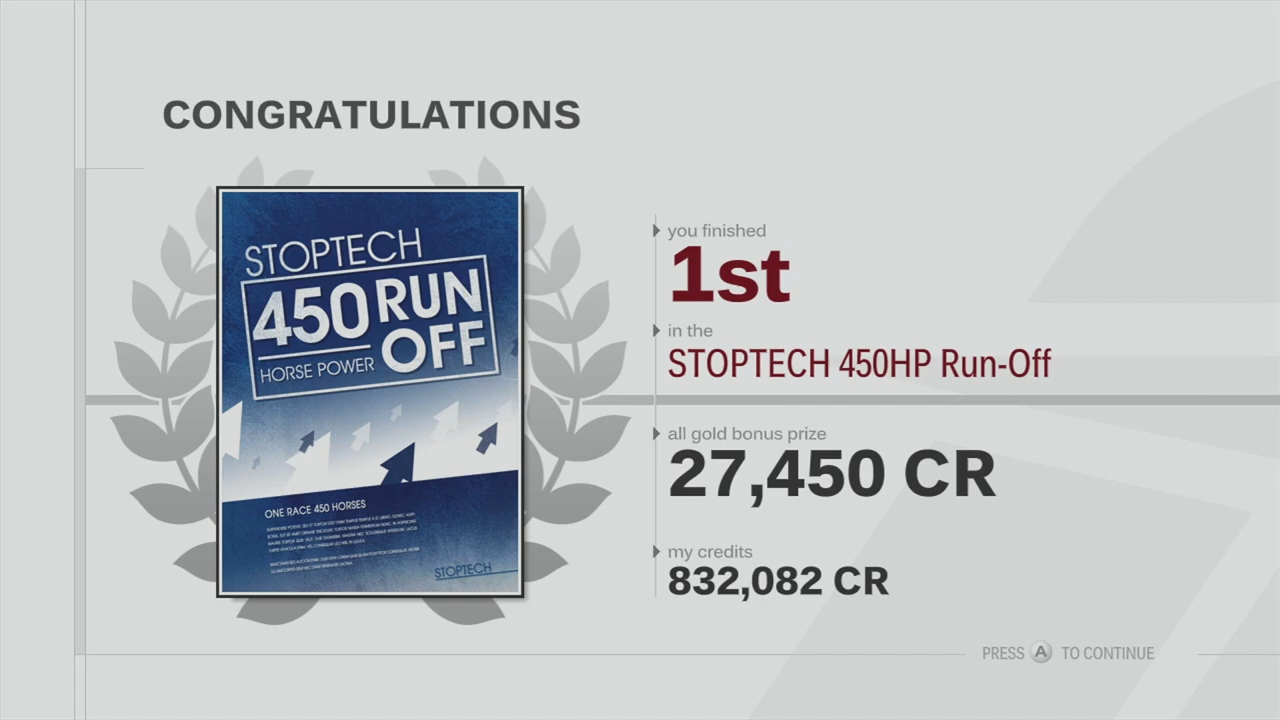 CONGRATULATIONS
STOPTECH
450 RUN
OFF
HORSE POWER
ONE RACE 450 HORSES
STOPTECH
you finished
1st
in the
STOPTECH 450HP Run-Off
all gold bonus prize
27,450 CR
my credits
832,082 CR
PRESS A TO CONTINUE